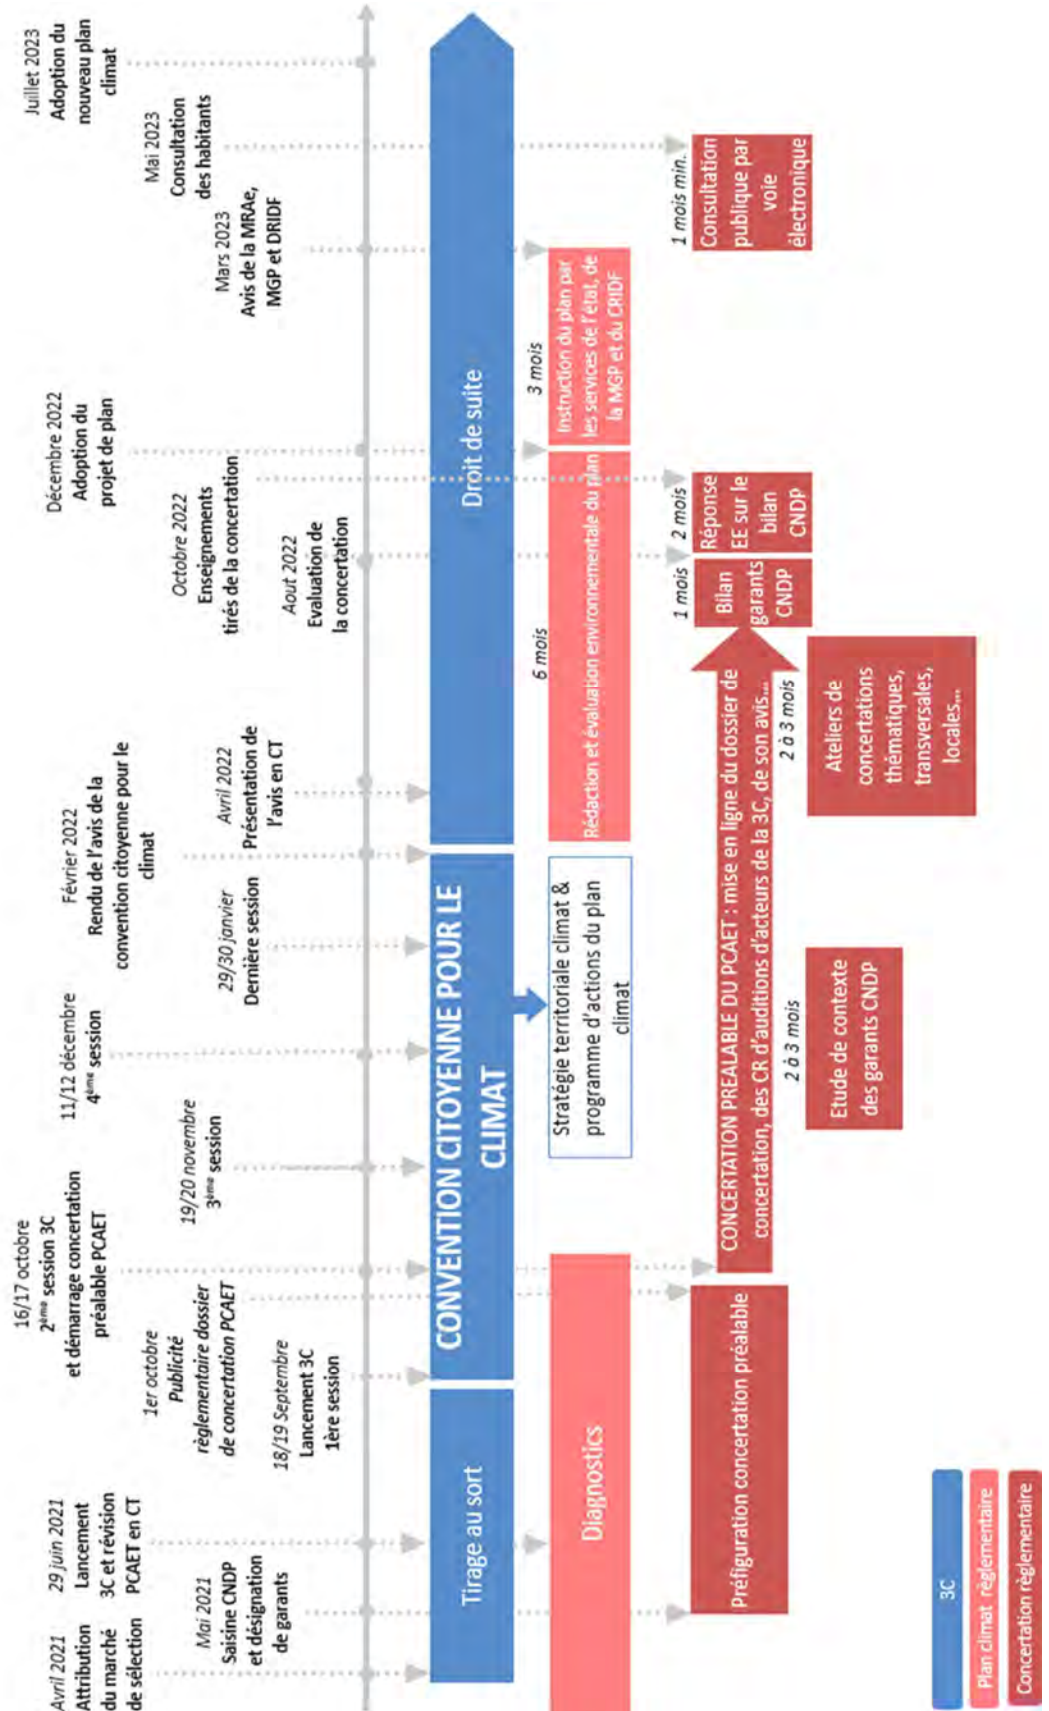 Avril 2021
Attribution
du marché
de sélection
Mai 2021
Saisine CNDP
et désignation
de garants
29 juin 2021
Lancement
3C et révision
PCAET en CT
18/19 Septembre
Lancement 3C
1ère session
1er octobre
Publicité
règlementaire dossier
de concertation PCAET
16/17 octobre
2ème session 3C
et démarrage concertation
préalable PCAET
19/20 novembre
3ème session
11/12 décembre
4ème session
29/30 janvier
Dernière session
Février 2022
Rendu de l'avis de la
convention citoyenne pour le
climat
Avril 2022
Présentation de
l'avis en CT
Aout 2022
Evaluation de
la concertation
Octobre 2022
Enseignements
tirés de la concertation
Décembre 2022
Adoption du
projet de plan
Mars 2023
Avis de la MRAe,
MGP et DRIDF
Mai 2023
Consultation
des habitants
Juillet 2023
Adoption du
nouveau plan
climat
Tirage au sort
CONVENTION CITOYENNE POUR LE
CLIMAT
Droit de suite
Diagnostics
Stratégie territoriale climat &
programme d'actions du plan
climat
6 mois
Rédaction et évaluation environnementale du plan
3 mois
Instruction du plan par
les services de l'état, de
la MGP et du CRIDF
Préfiguration concertation préalable
CONCERTATION PREALABLE DU PCAET : mise en ligne du dossier de
concertation, des CR d'auditions d'acteurs de la 3C, de son avis...
1 mois
Bilan
garants
CNDP
2 mois
Réponse
EE sur le
bilan
CNDP
1 mois min.
Consultation
publique par
voie
électronique
2 à 3 mois
Etude de contexte
des garants CNDP
2 à 3 mois
Ateliers de
concertations
thématiques,
transversales,
locales...
3C
Plan climat règlementaire
Concertation règlementaire